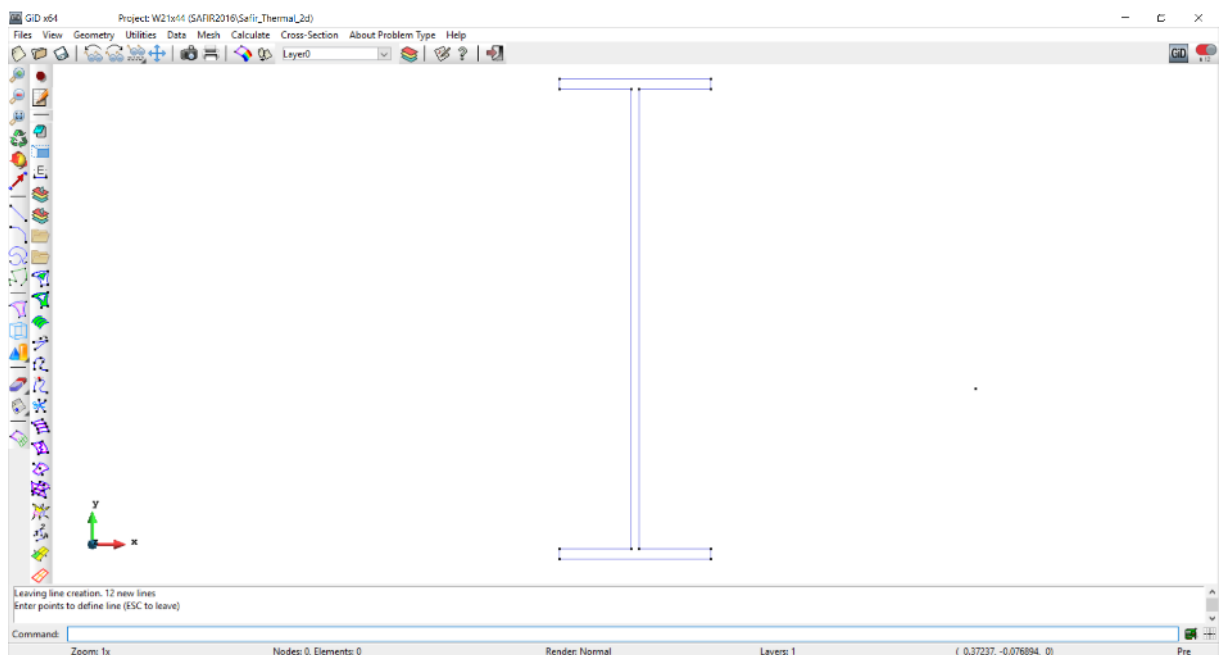 GiD x64 Project: W21x44 (SAFIR2016\Safir_Thermal_2d)
Files View Geometry Utilities Data Mesh Calculate Cross-Section About Problem Type Help
Layer0
GiD
y
x
Leaving line creation. 12 new lines
Enter points to define line (ESC to leave)
Command:
Zoom: 1x Nodes: 0, Elements: 0 Render: Normal Layers: 1 ( 0.37237, -0.076894, 0) Pre